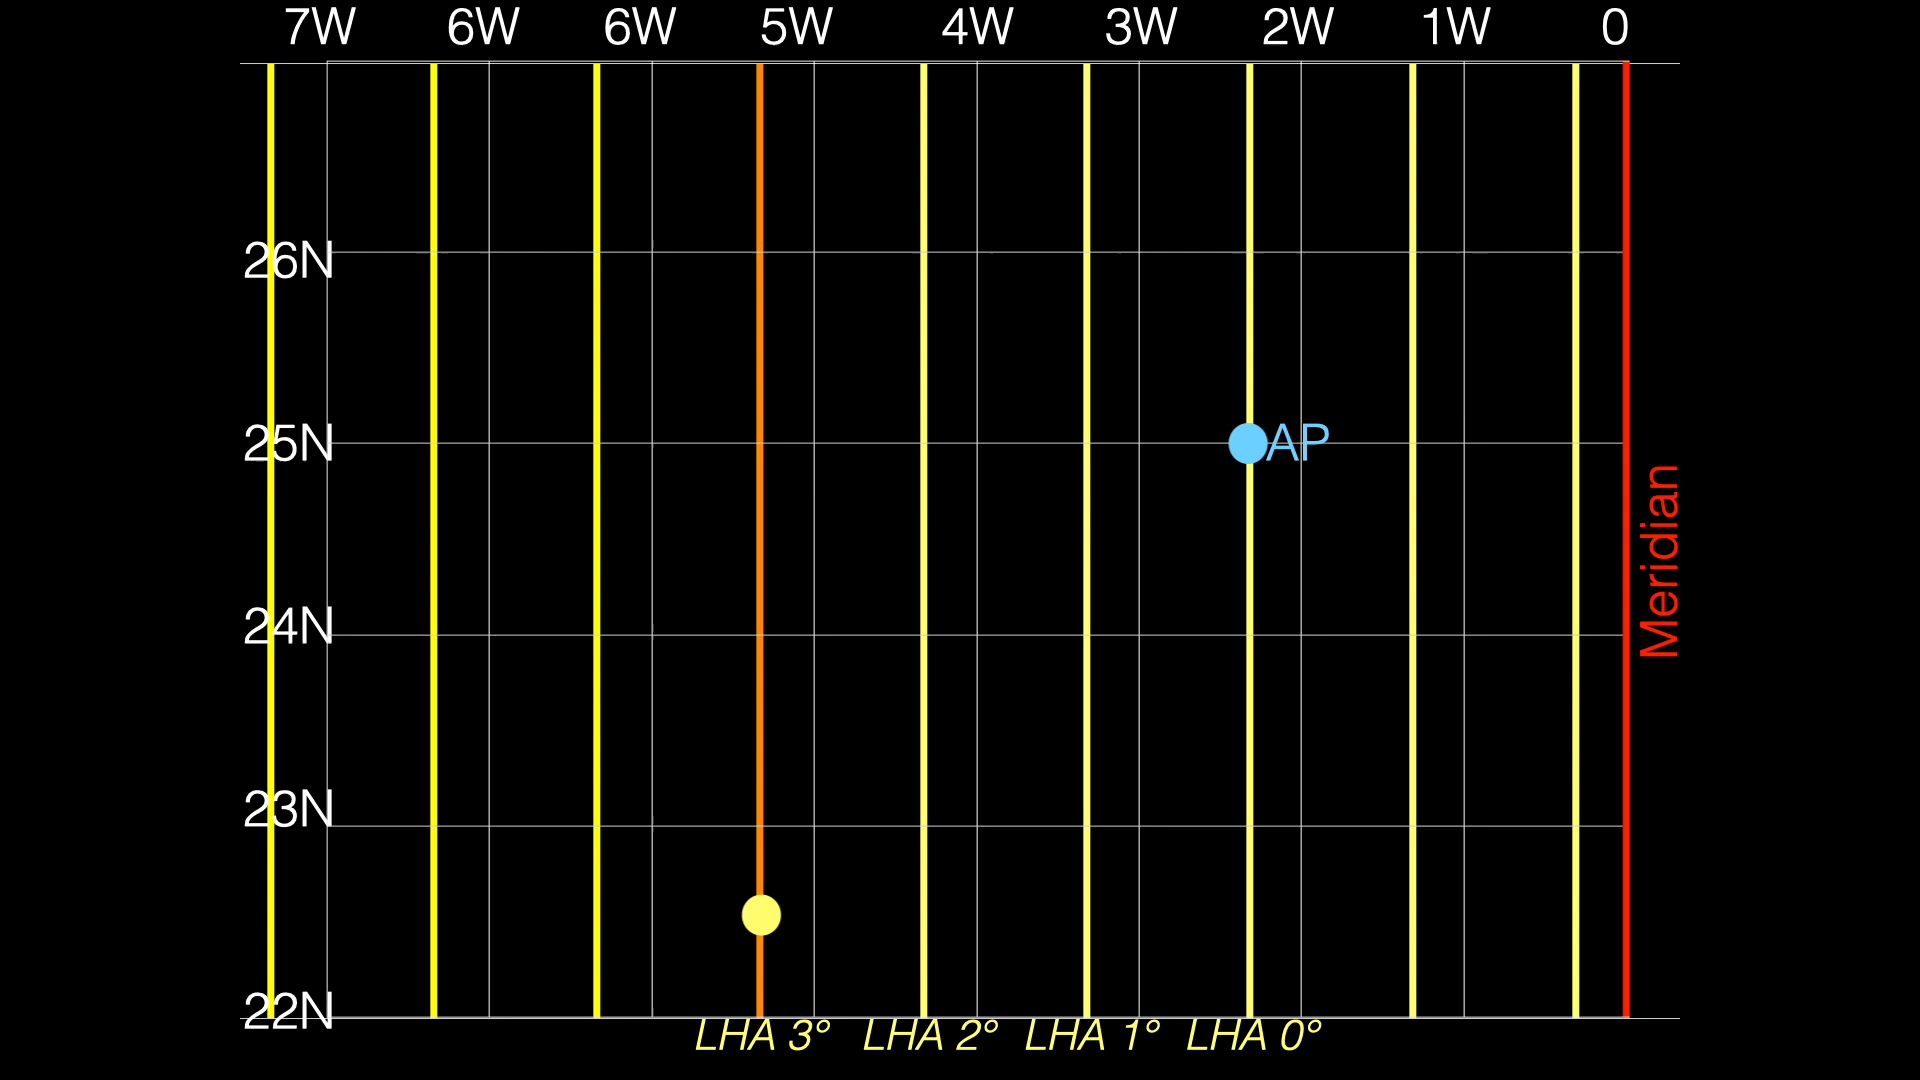 7W 6W 6W 5W 4W 3W 2W 1W 0
26N
25N
AP
24N
Meridian
23N
22N
LHA 3° LHA 2° LHA 1° LHA 0°